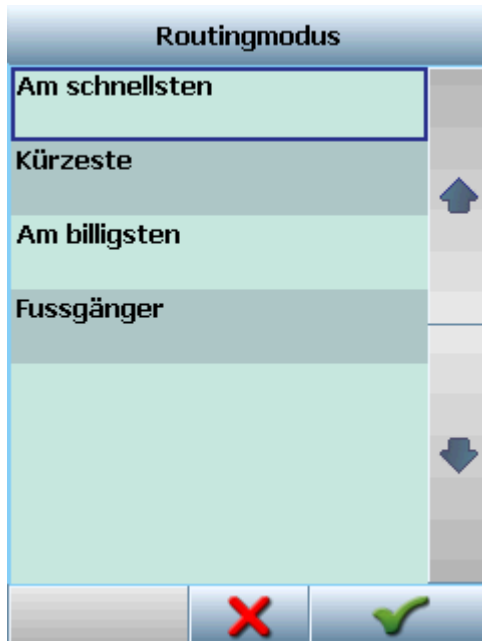 Routingmodus
Am schnellsten
Kürzeste
Am billigsten
Fussgänger